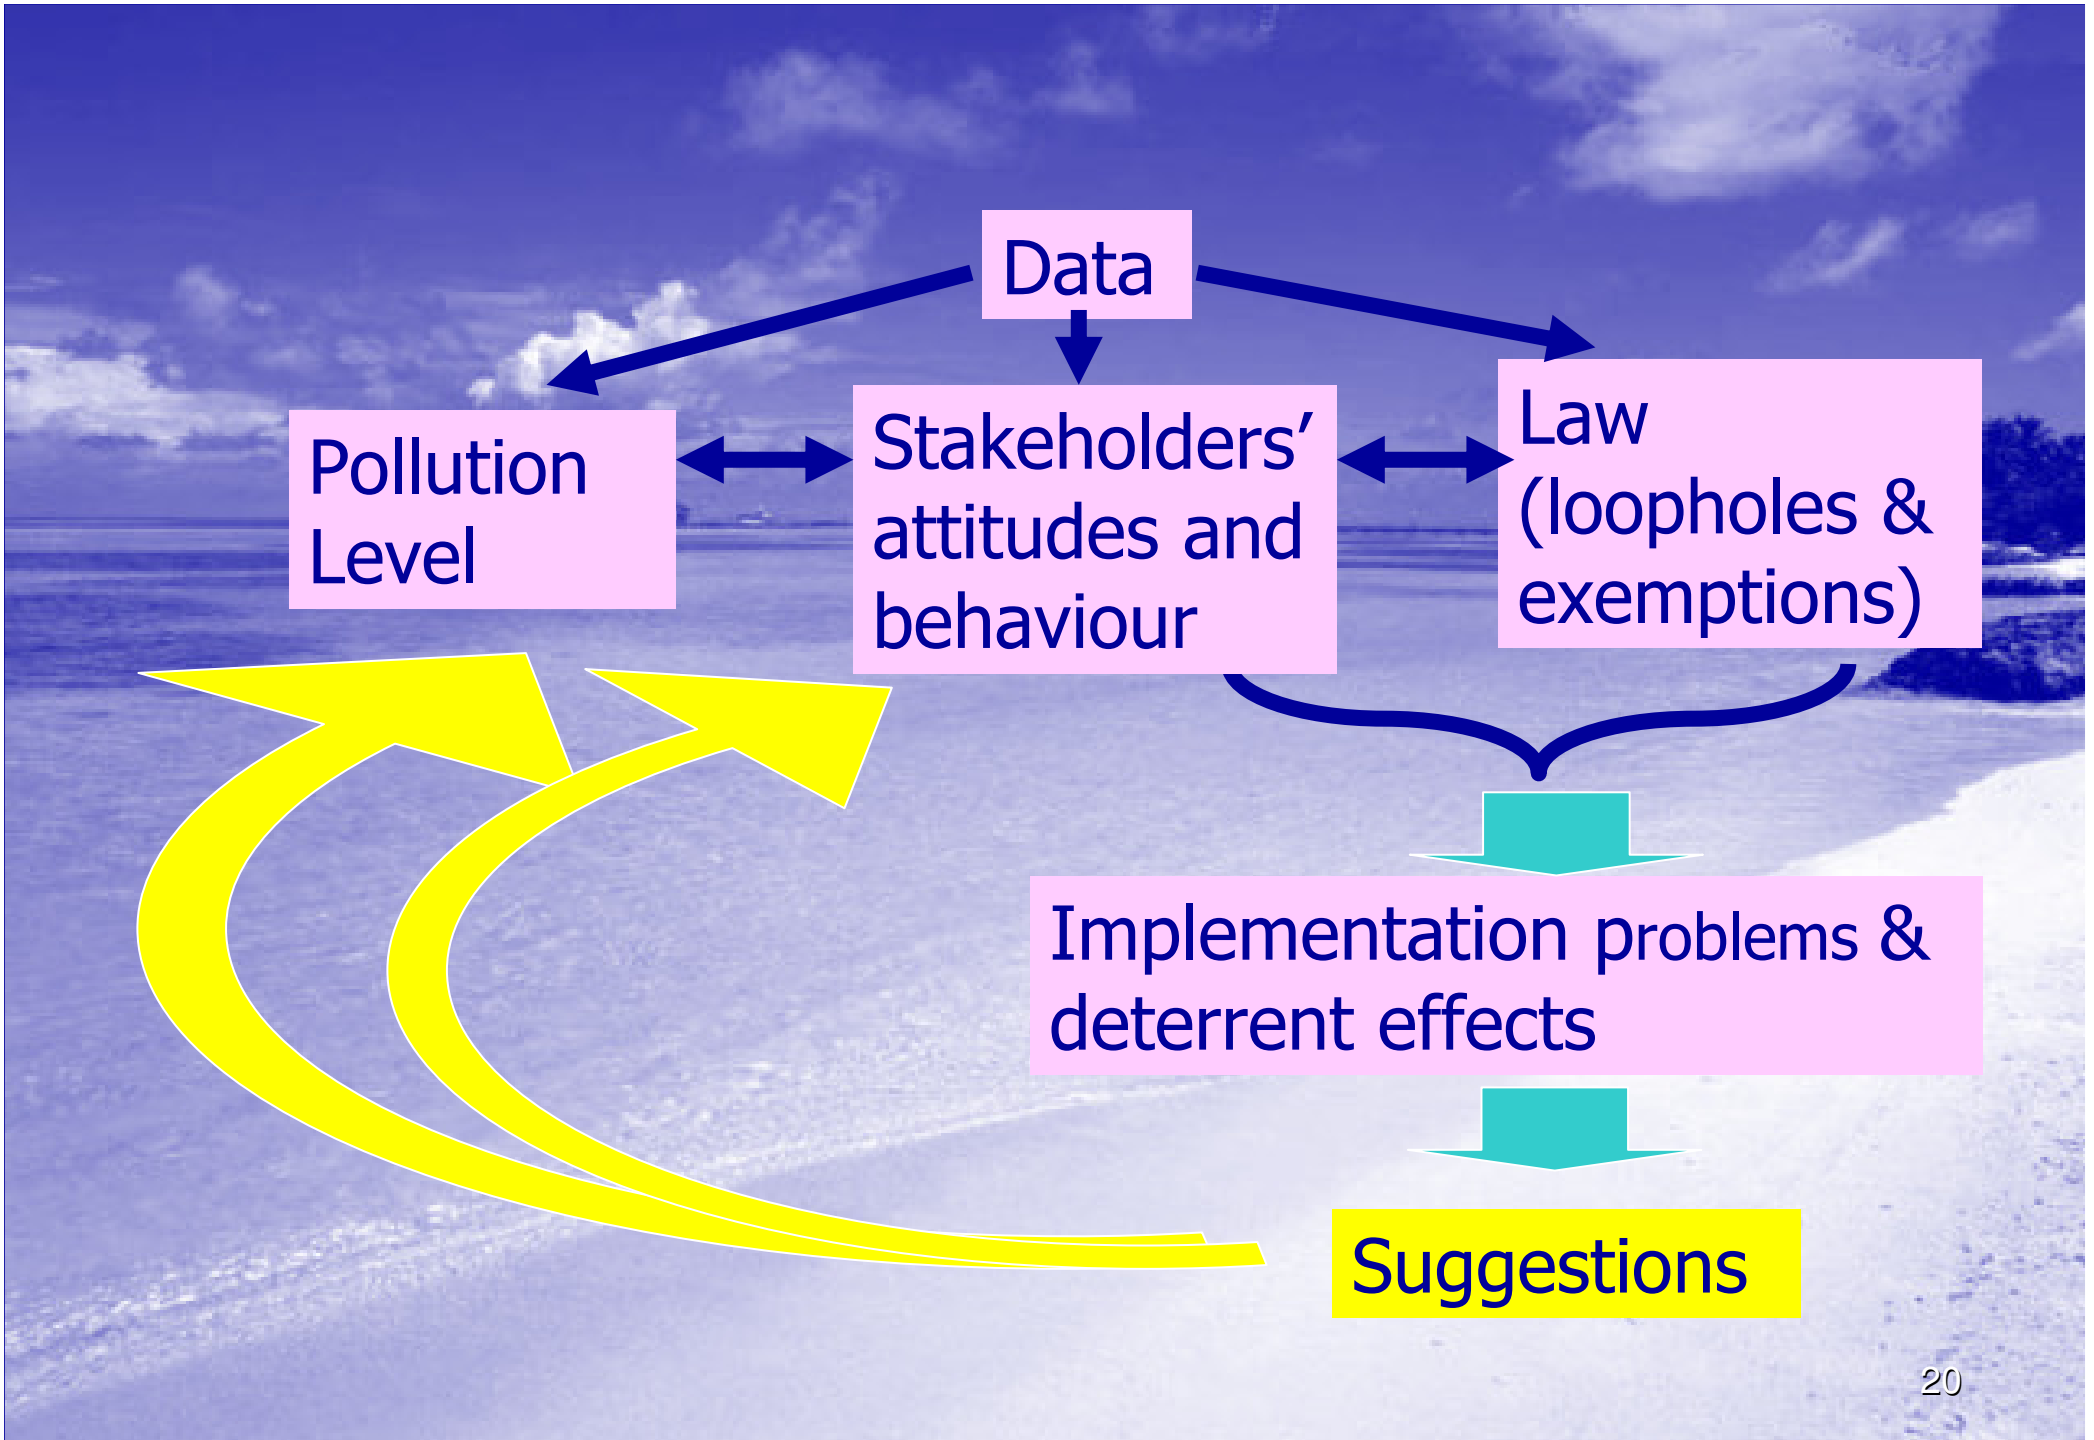 Data
Pollution
Level
Stakeholders’
attitudes and
behaviour
Law
(loopholes &
exemptions)
Implementation problems &
deterrent effects
Suggestions
20